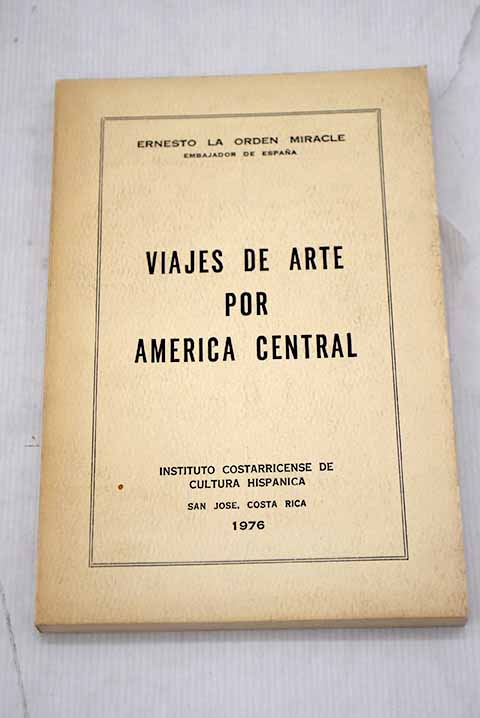 ERNESTO LA ORDEN MIRACLE
EMBAJADOR DE ESPAÑA
VIAJES DE ARTE
POR
AMERICA CENTRAL
INSTITUTO COSTARRICENSE DE
CULTURA HISPANICA
SAN JOSE, COSTA RICA
1976